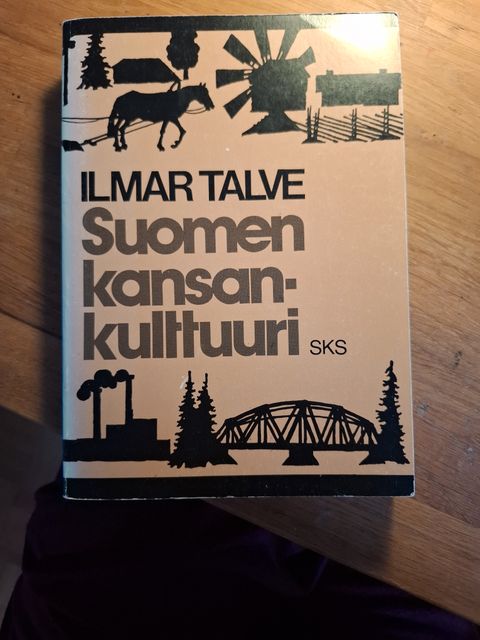 ILMAR TALVE
Suomen
kansan-
kulttuuri SKS